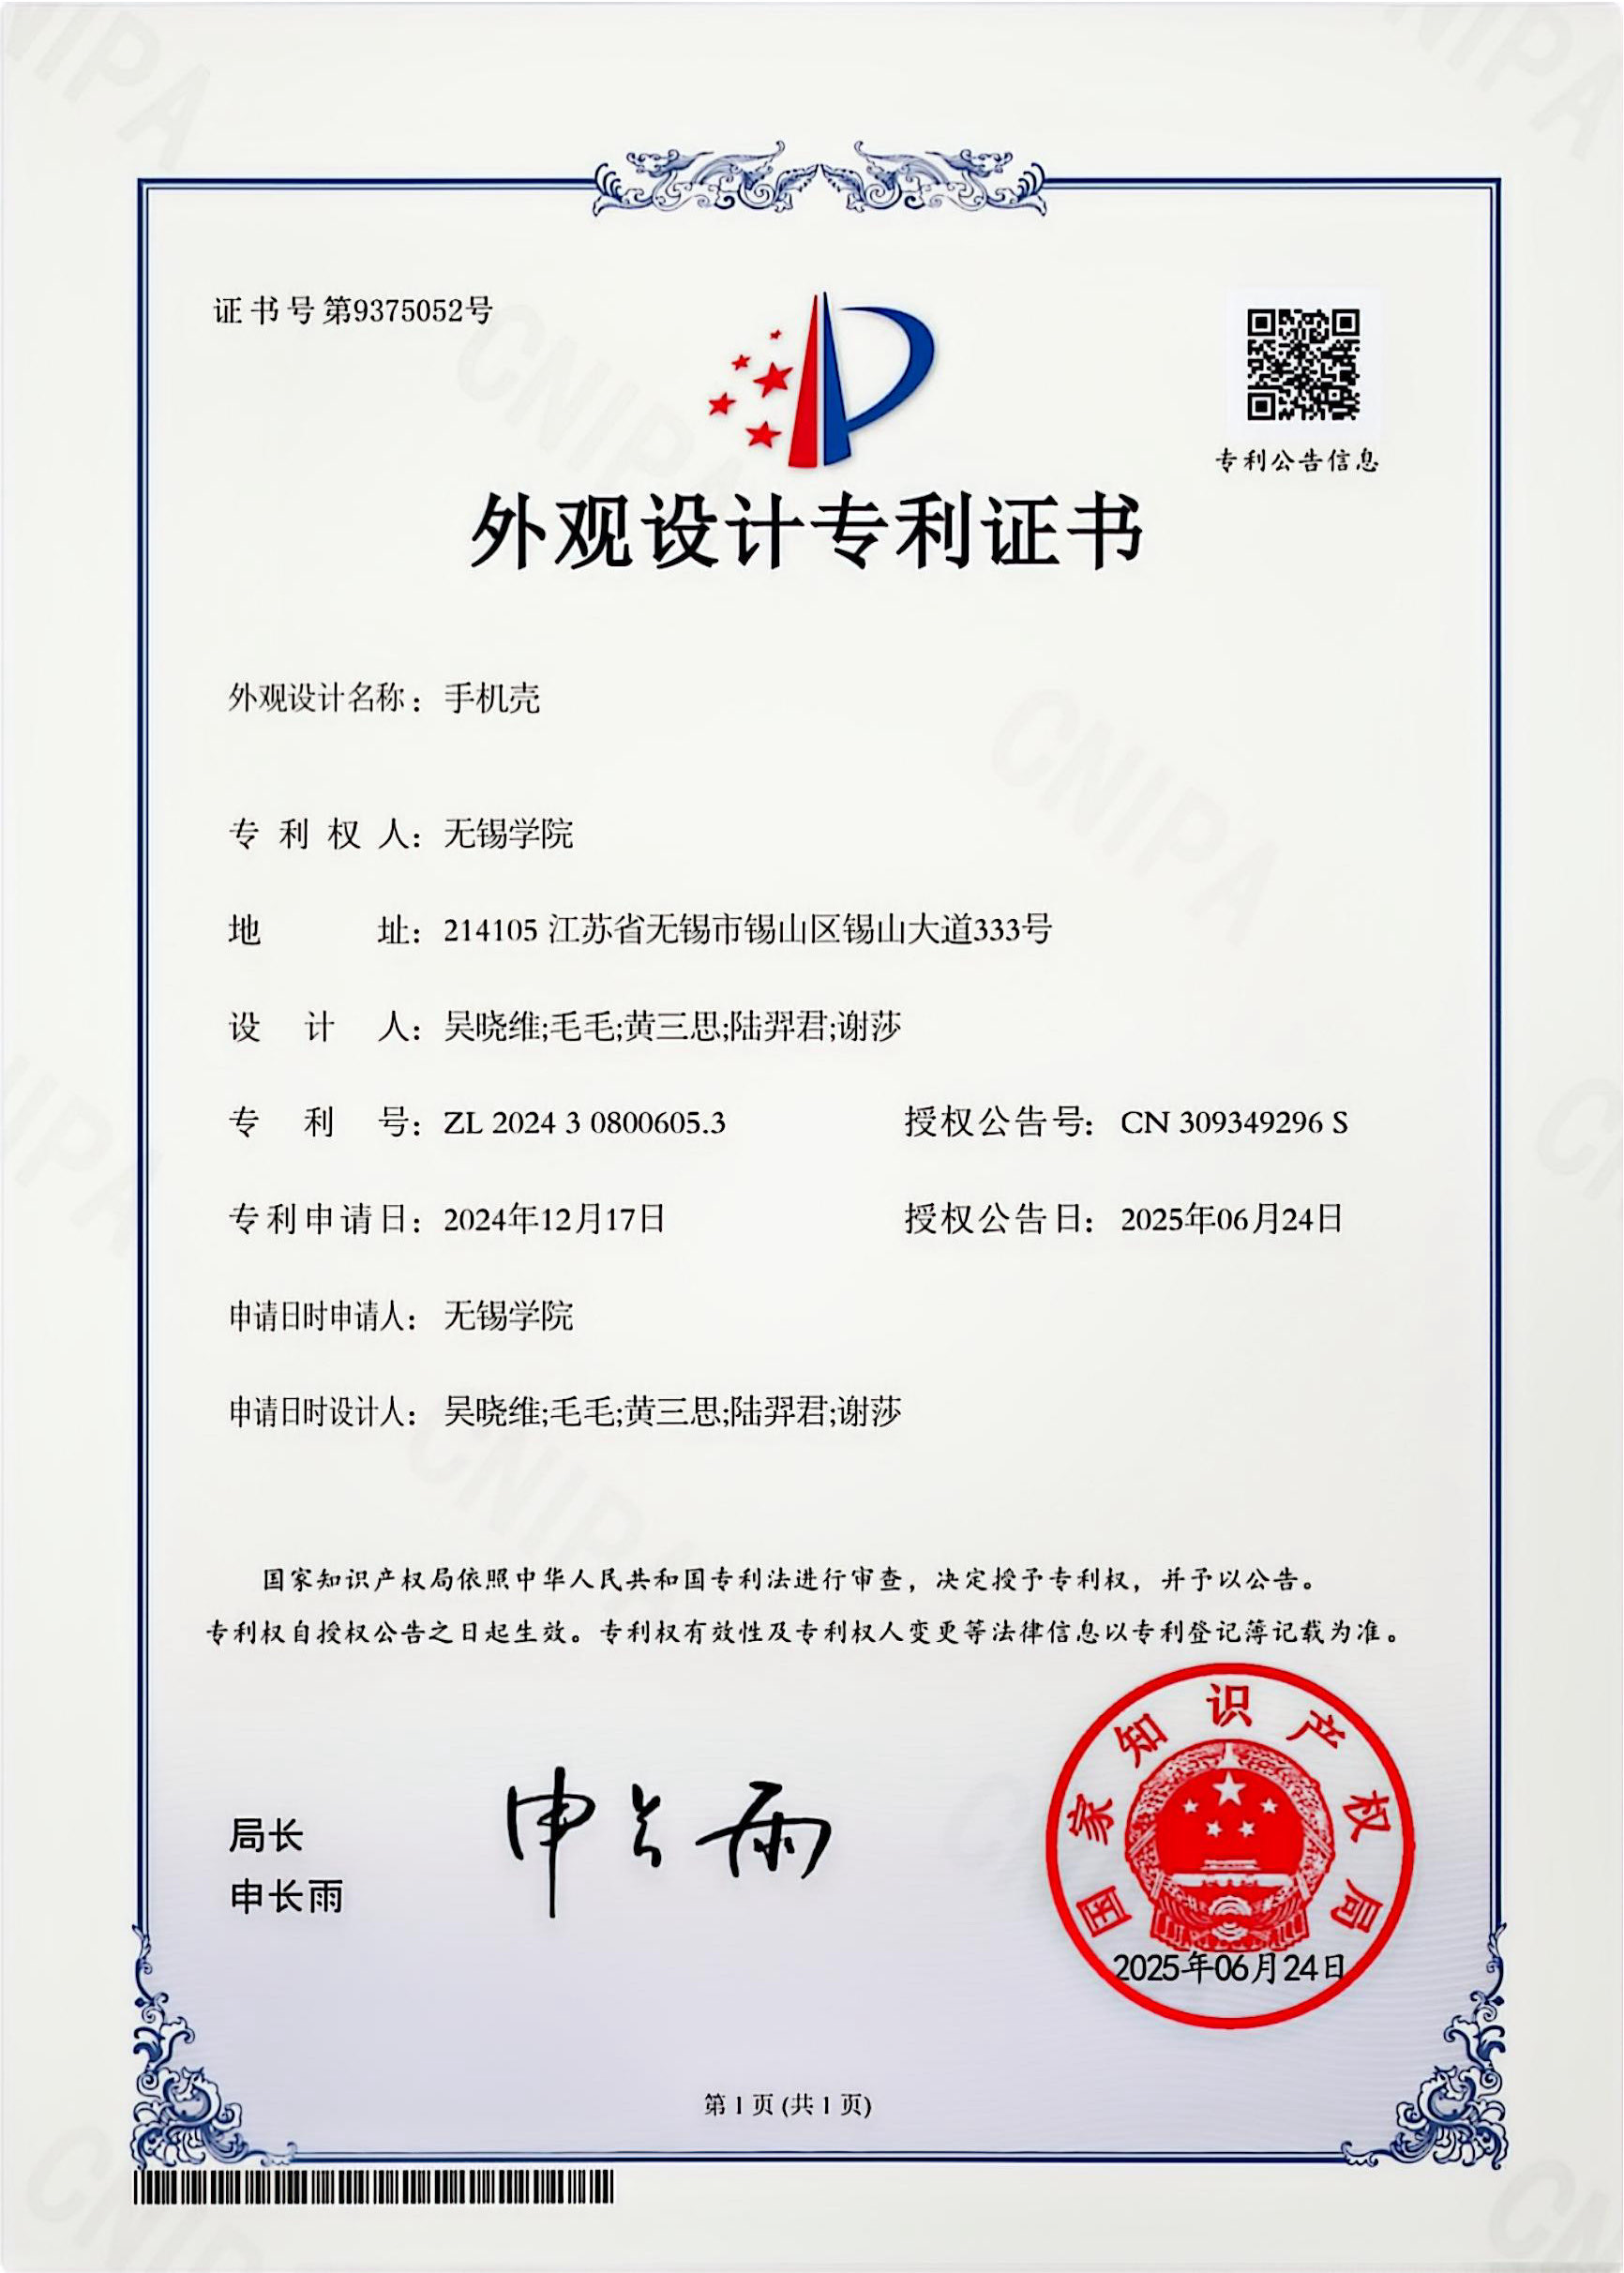 证书号第9375052号
专利公告信息
外观设计专利证书
外观设计名称：手机壳
专利权人：无锡学院
地址：214105 江苏省无锡市锡山区锡山大道333号
设计人：吴晓维;毛毛;黄三思;陆羿君;谢莎
专利号：ZL 2024 3 0800605.3 授权公告号：CN 309349296 S
专利申请日：2024年12月17日 授权公告日：2025年06月24日
申请日时申请人：无锡学院
申请日时设计人：吴晓维;毛毛;黄三思;陆羿君;谢莎
国家知识产权局依照中华人民共和国专利法进行审查，决定授予专利权，并予以公告。
专利权自授权公告之日起生效。专利权有效性及专利权人变更等法律信息以专利登记簿记载为准。
局长
申长雨
申长雨
国家知识产权局
2025年06月24日
第 1 页 (共 1 页)
CNIPA
CNIPA
CNIPA
CNIPA